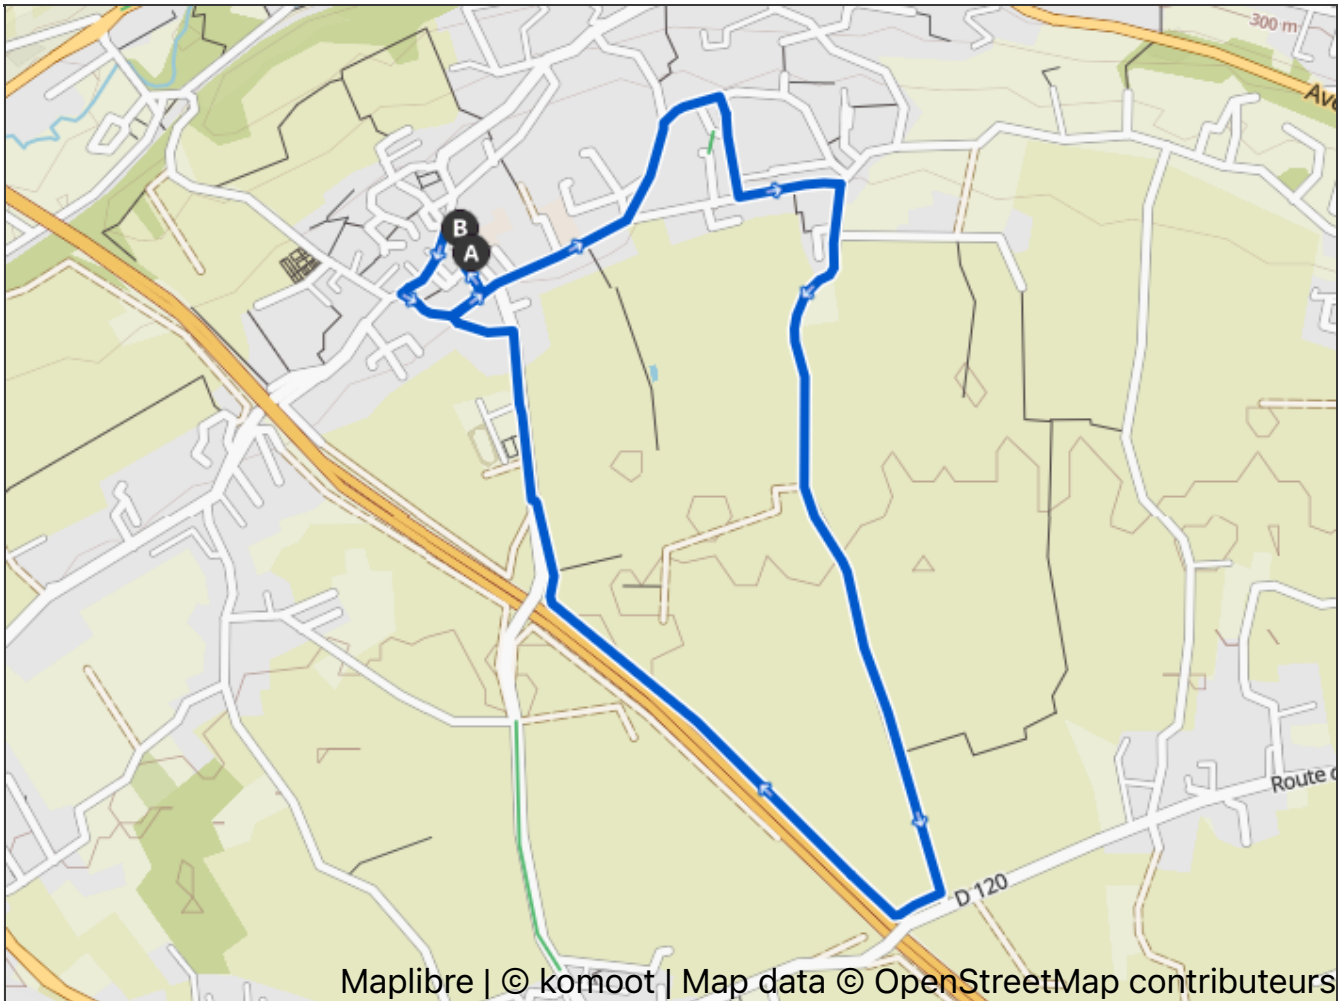 300 m
Ave
B
A
Route d
D 120
Maplibre | © komoot | Map data © OpenStreetMap contributeurs